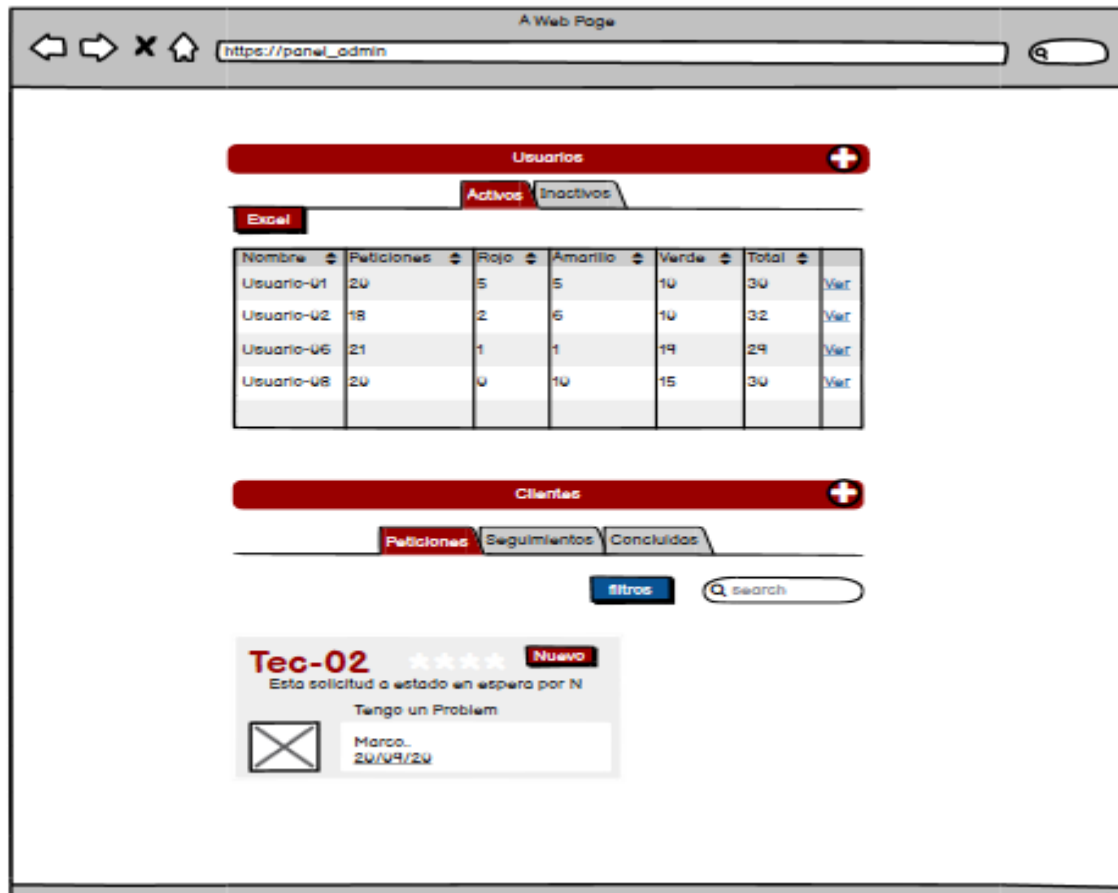 A Web Page
https://panel_admin
Usuarios
Activos Inactivos
Excel
Nombre Peticiones Rojo Amarillo Verde Total
Usuario-01 20 5 5 10 30 Ver
Usuario-02 18 2 6 10 32 Ver
Usuario-06 21 1 1 19 29 Ver
Usuario-08 20 0 10 15 30 Ver
Clientes
Peticiones Seguimientos Concluidas
filtros search
Tec-02 Nuevo
Esta solicitud a estado en espera por N
Tengo un Problem
Marco..
20/09/20